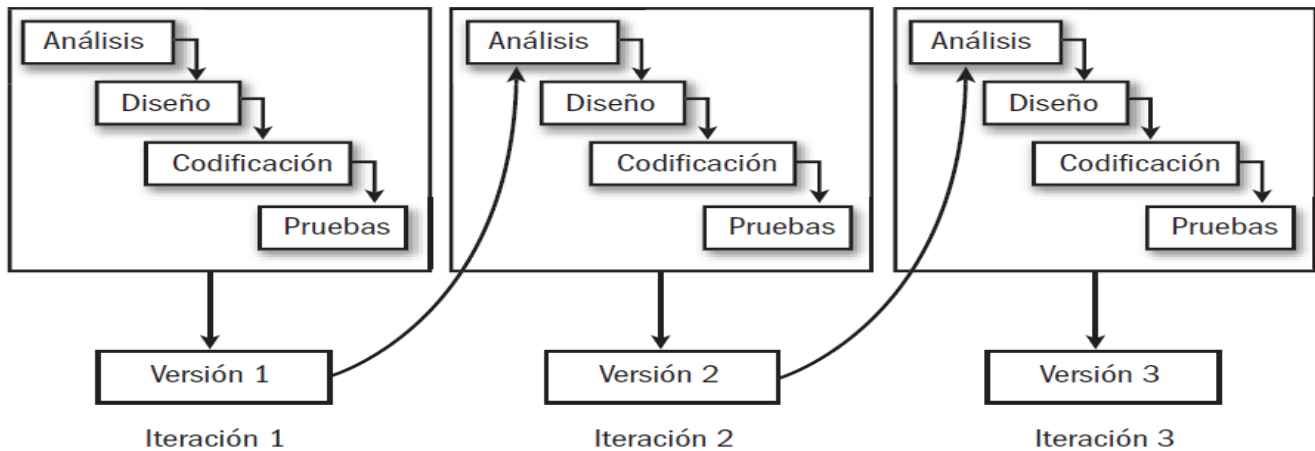 Análisis
Diseño
Codificación
Pruebas
Versión 1
Iteración 1
Análisis
Diseño
Codificación
Pruebas
Versión 2
Iteración 2
Análisis
Diseño
Codificación
Pruebas
Versión 3
Iteración 3